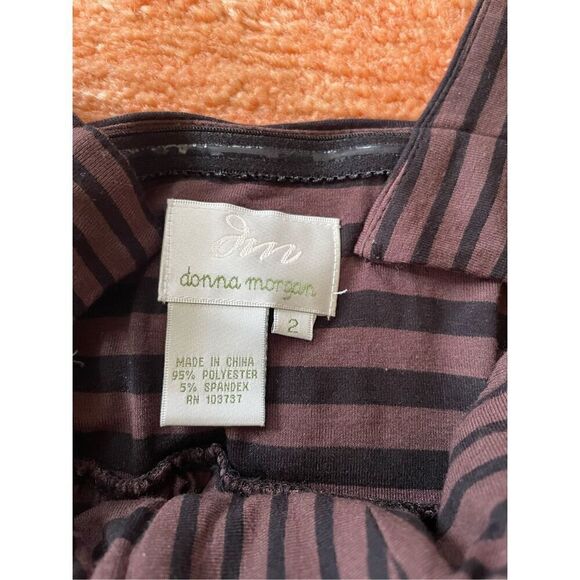 dm
donna morgan
2
MADE IN CHINA
95% POLYESTER
5% SPANDEX
RN 103737